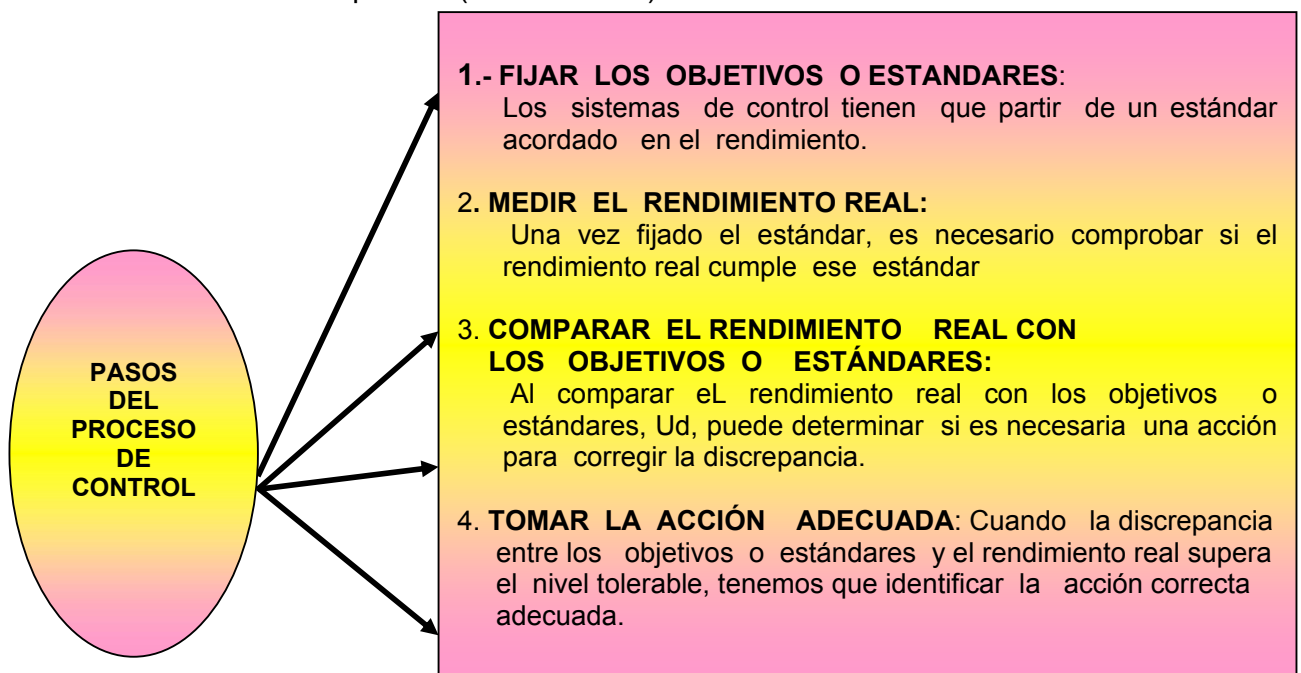 PASOS
DEL
PROCESO
DE
CONTROL
1.- FIJAR LOS OBJETIVOS O ESTANDARES:
Los sistemas de control tienen que partir de un estándar
acordado en el rendimiento.
2. MEDIR EL RENDIMIENTO REAL:
Una vez fijado el estándar, es necesario comprobar si el
rendimiento real cumple ese estándar
3. COMPARAR EL RENDIMIENTO REAL CON
LOS OBJETIVOS O ESTÁNDARES:
Al comparar eL rendimiento real con los objetivos o
estándares, Ud, puede determinar si es necesaria una acción
para corregir la discrepancia.
4. TOMAR LA ACCIÓN ADECUADA: Cuando la discrepancia
entre los objetivos o estándares y el rendimiento real supera
el nivel tolerable, tenemos que identificar la acción correcta
adecuada.